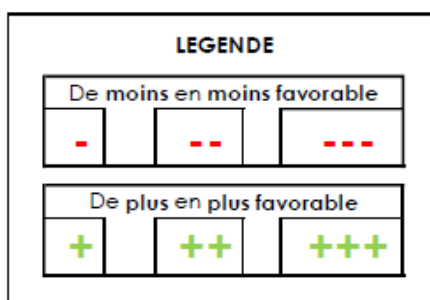 LEGENDE
De moins en moins favorable
- -- ---
De plus en plus favorable
+ ++ +++